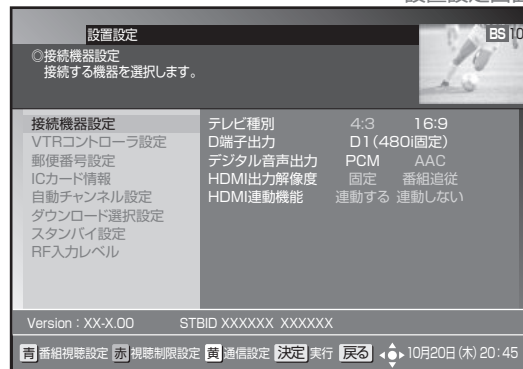 設置設定
BS 10
◎接続機器設定
接続する機器を選択します。
接続機器設定
VTRコントローラ設定
郵便番号設定
ICカード情報
自動チャンネル設定
ダウンロード選択設定
スタンバイ設定
RF入力レベル
テレビ種別 4:3 16:9
D端子出力 D1(480i固定)
デジタル音声出力 PCM AAC
HDMI出力解像度 固定 番組追従
HDMI連動機能 連動する 連動しない
Version : XX-X.00 STBID XXXXXX XXXXXX
青 番組視聴設定 赤 視聴制限設定 黄 通信設定 決定 実行 戻る 10月20日(木) 20:45